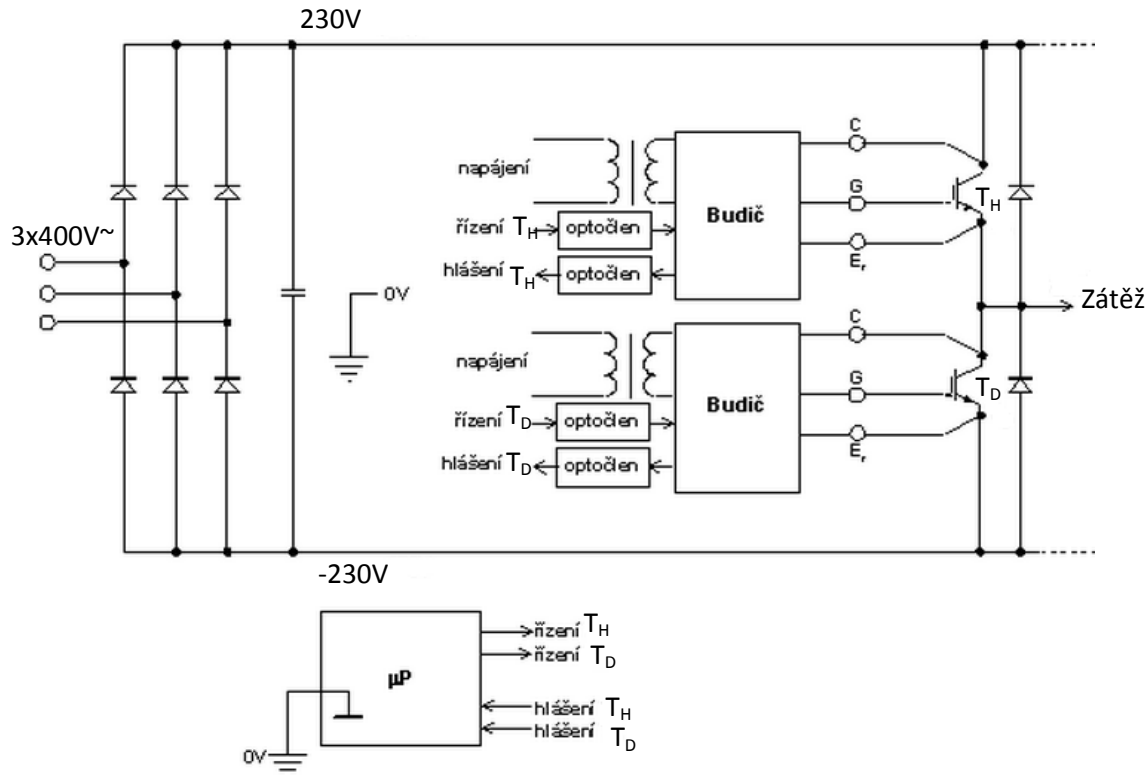 230V
3x400V~
0V
napájení
řízení T_H
hlášení T_H
optočlen
optočlen
Budič
C
G
E_r
T_H
Zátěž
napájení
řízení T_D
hlášení T_D
optočlen
optočlen
Budič
C
G
E_r
T_D
-230V
µP
řízení T_H
řízení T_D
hlášení T_H
hlášení T_D
0V